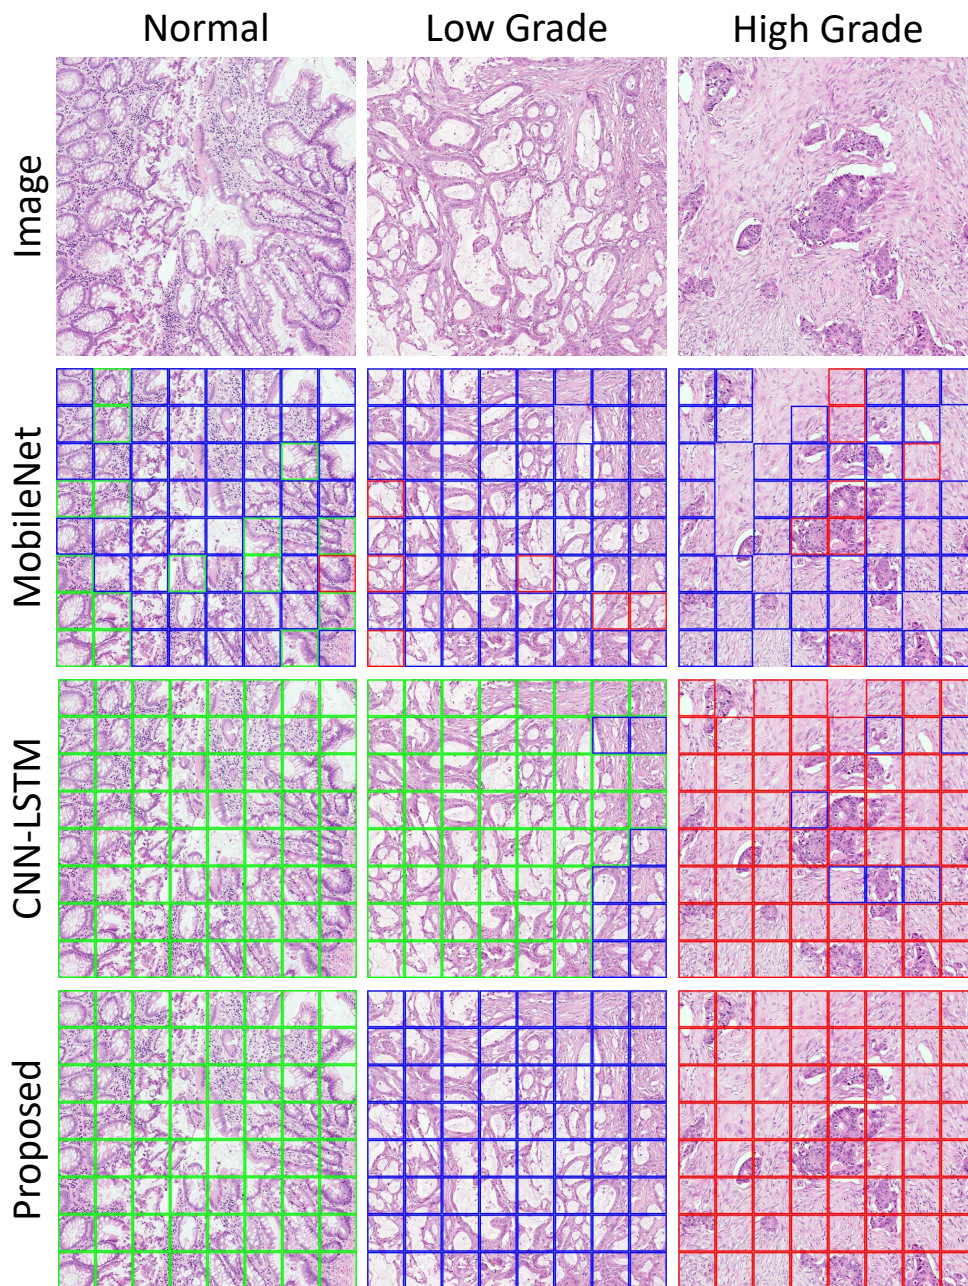 Normal
Low Grade
High Grade
Image
MobileNet
CNN-LSTM
Proposed